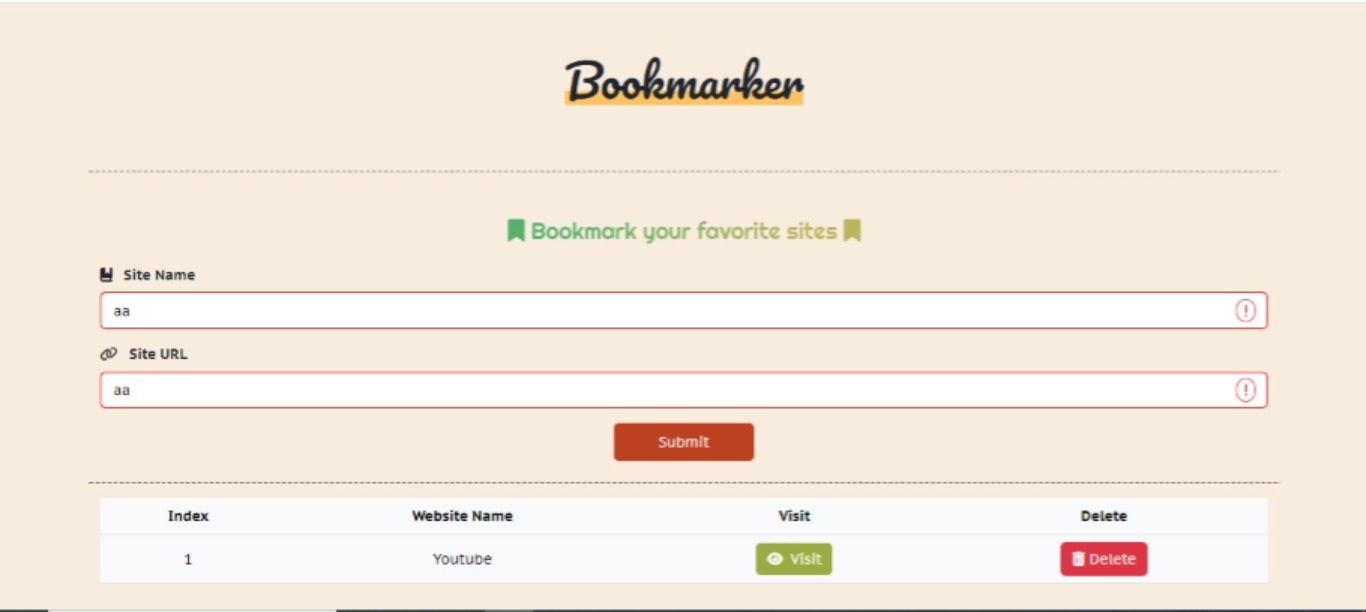 Bookmarker
Bookmark your favorite sites
Site Name
aa
Site URL
aa
Submit
Index Website Name Visit Delete
1 Youtube Visit Delete